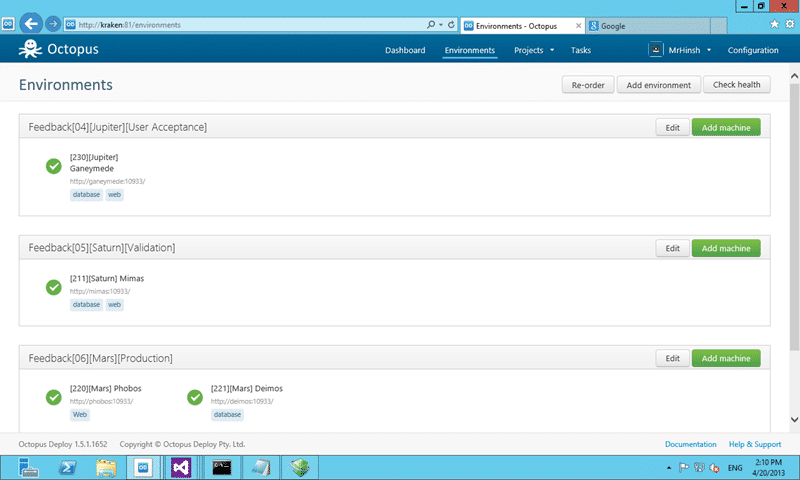 http://kraken:81/environments
Environments - Octopus
Google
Octopus
Dashboard
Environments
Projects
Tasks
MrHinsh
Configuration
Environments
Re-order
Add environment
Check health
Feedback[04][Jupiter][User Acceptance]
Edit
Add machine
[230][Jupiter]
Ganeymede
http://ganeymede:10933/
database web
Feedback[05][Saturn][Validation]
Edit
Add machine
[211][Saturn] Mimas
http://mimas:10933/
database web
Feedback[06][Mars][Production]
Edit
Add machine
[220][Mars] Phobos
http://phobos:10933/
Web
[221][Mars] Deimos
http://deimos:10933/
database
Octopus Deploy 1.5.1.1652 Copyright © Octopus Deploy Pty. Ltd.
Documentation
Help & Support
ENG
2:10 PM
4/20/2013